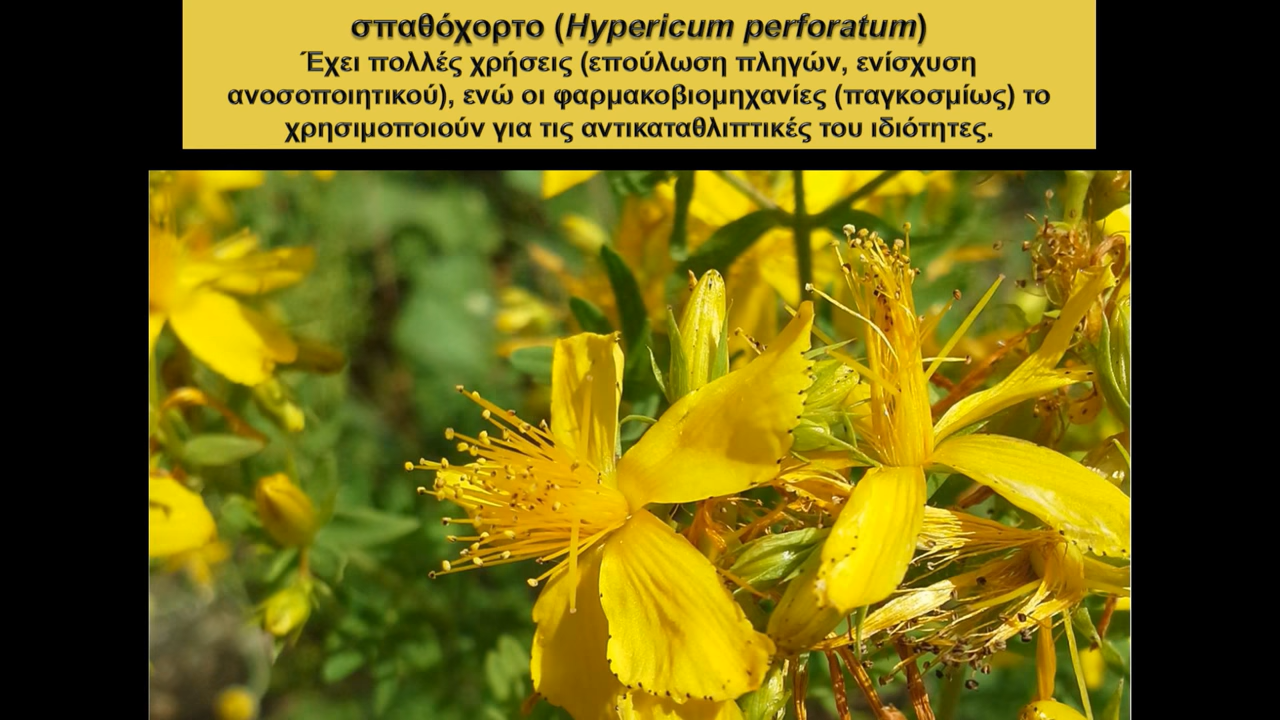 σπαθόχορτο (Hypericum perforatum)
Έχει πολλές χρήσεις (επούλωση πληγών, ενίσχυση
ανοσοποιητικού), ενώ οι φαρμακοβιομηχανίες (παγκοσμίως) το
χρησιμοποιούν για τις αντικαταθλιπτικές του ιδιότητες.